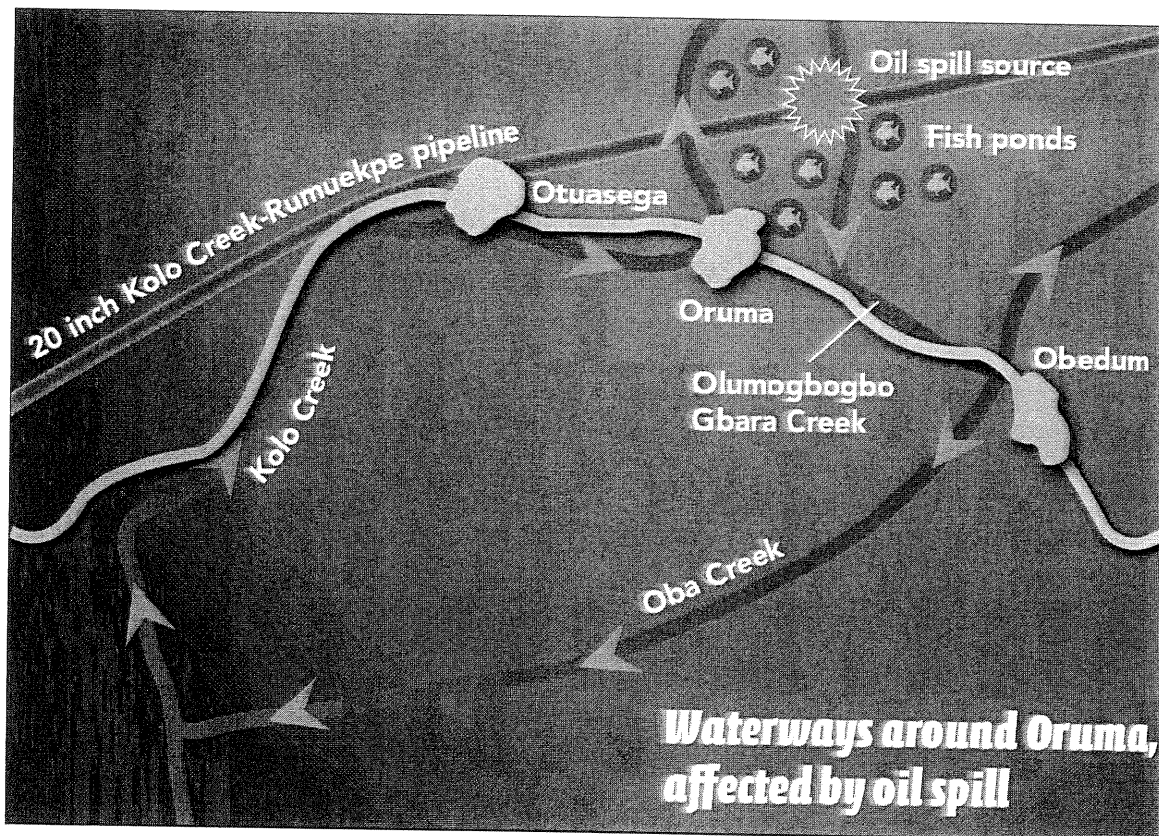 Oil spill source
Fish ponds
20 inch Kolo Creek-Rumuekpe pipeline
Otuasega
Oruma
Obedum
Olumogbogbo
Gbara Creek
Kolo Creek
Oba Creek
Waterways around Oruma,
affected by oil spill